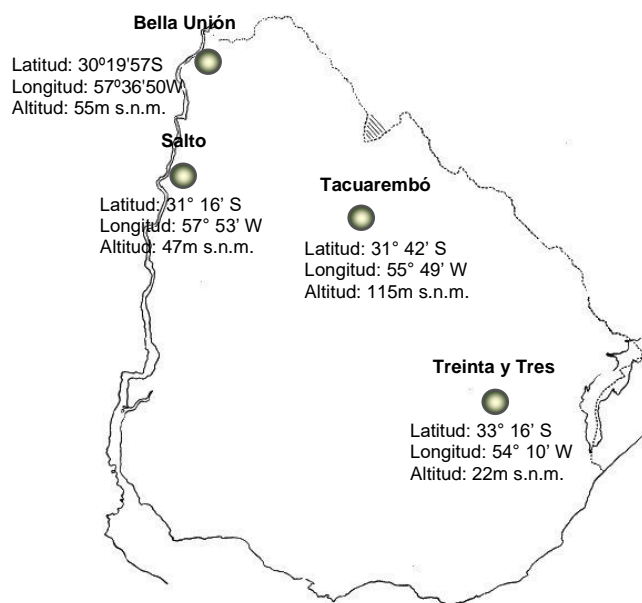 Bella Unión
Latitud: 30º19'57S
Longitud: 57º36'50W
Altitud: 55m s.n.m.
Salto
Latitud: 31° 16’ S
Longitud: 57° 53’ W
Altitud: 47m s.n.m.
Tacuarembó
Latitud: 31° 42’ S
Longitud: 55° 49’ W
Altitud: 115m s.n.m.
Treinta y Tres
Latitud: 33° 16’ S
Longitud: 54° 10’ W
Altitud: 22m s.n.m.